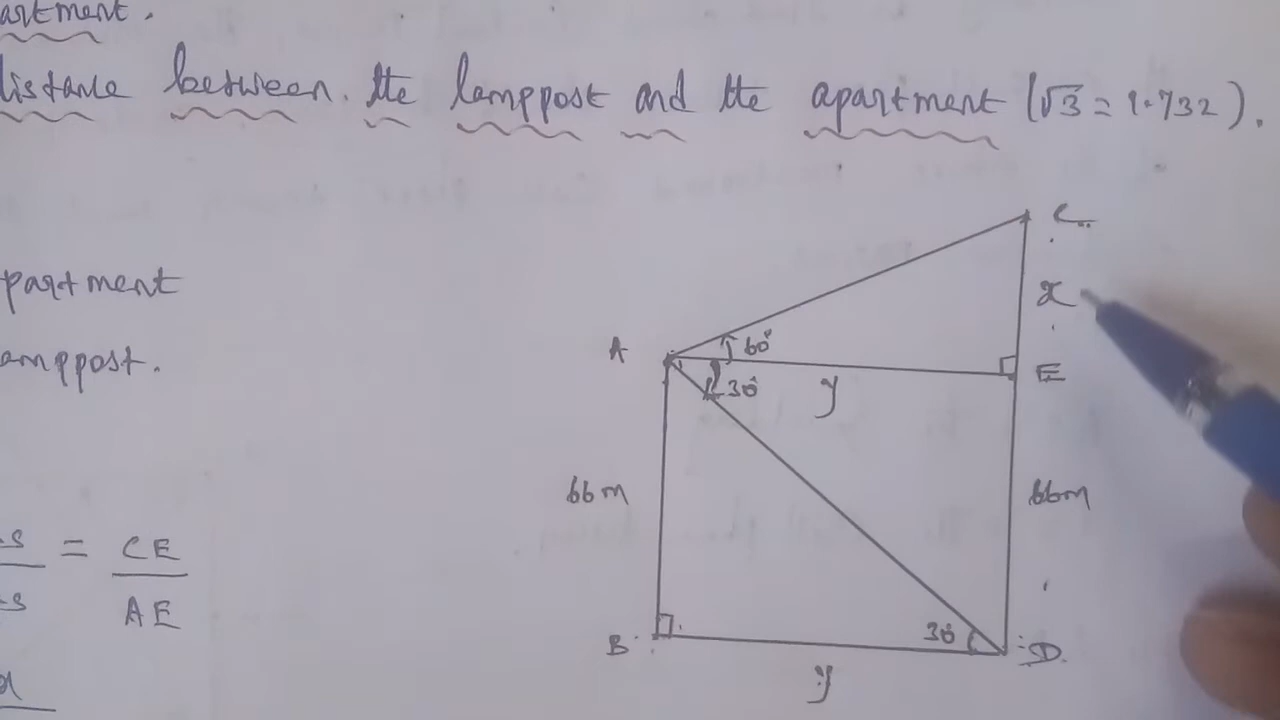 artment.
distance between the lamppost and the apartment (√3 = 1.732).
C
x
60°
A
E
30°
y
partment
amppost.
66m
66m
S = CE
S AE
30°
B
D
y
x